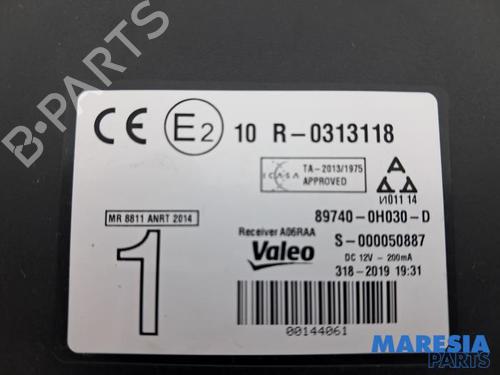 B-PARTS
CE E2 10 R-0313118
ICASA TA-2013/1975
APPROVED
И011 14
MR 8811 ANRT 2014
89740-0H030-D
1
Receiver A06RAA
Valeo
S-000050887
DC 12V - 200mA
318-2019 19:31
00144061
MARESIA
PARTS